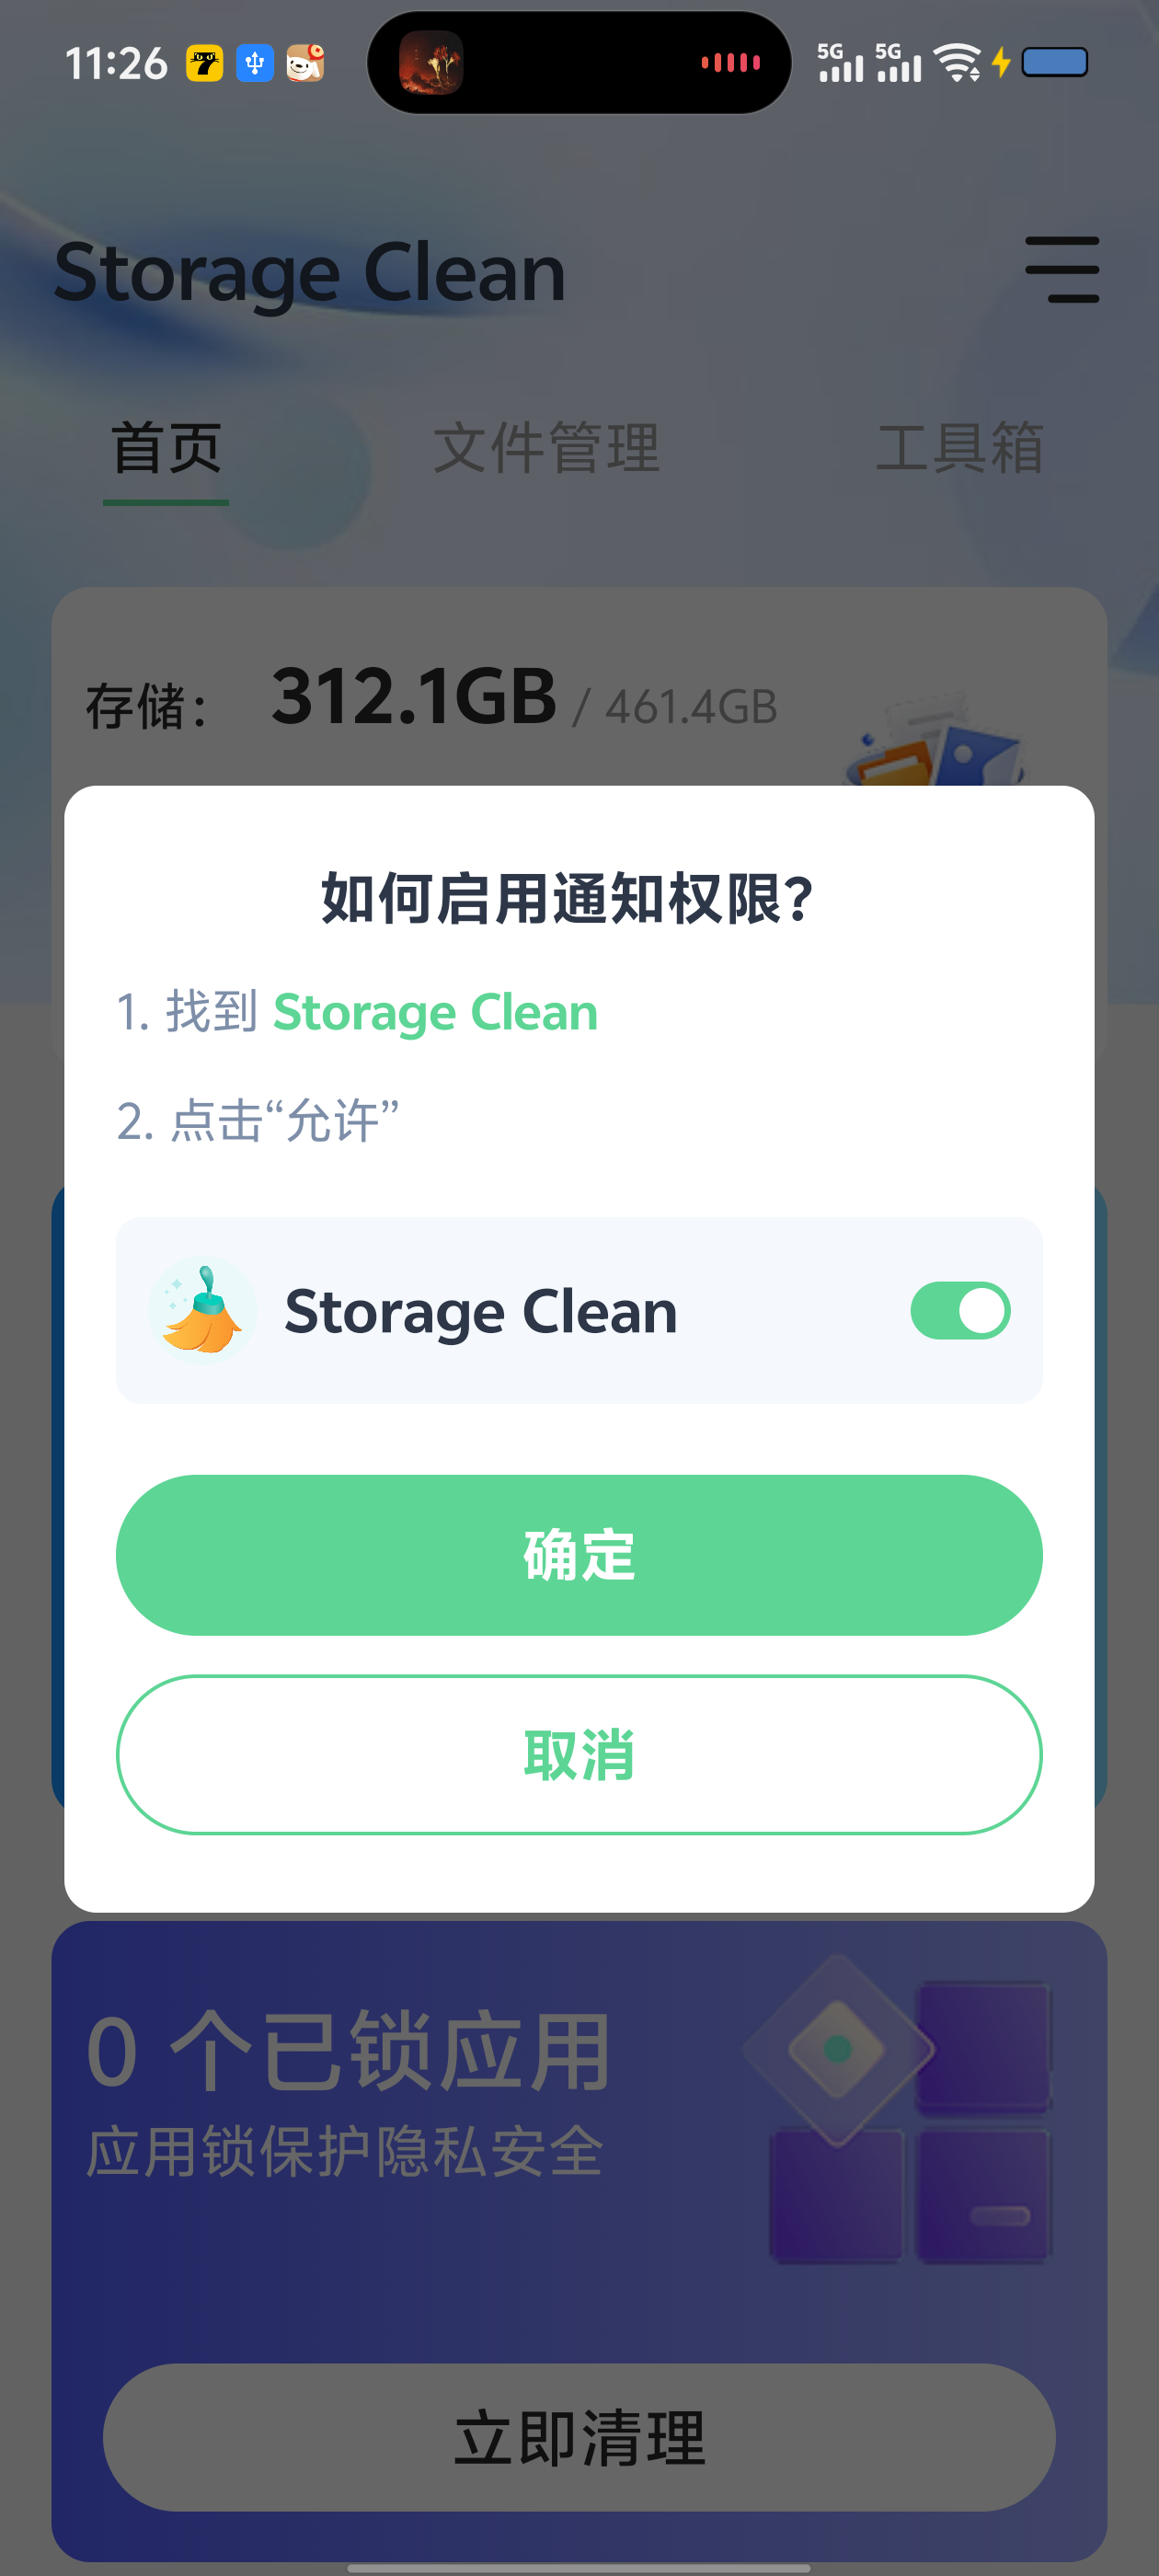 11:26
5G 5G
Storage Clean
首页 文件管理 工具箱
存储： 312.1GB / 461.4GB
如何启用通知权限？
1. 找到 Storage Clean
2. 点击“允许”
Storage Clean
确定
取消
0 个已锁应用
应用锁保护隐私安全
立即清理